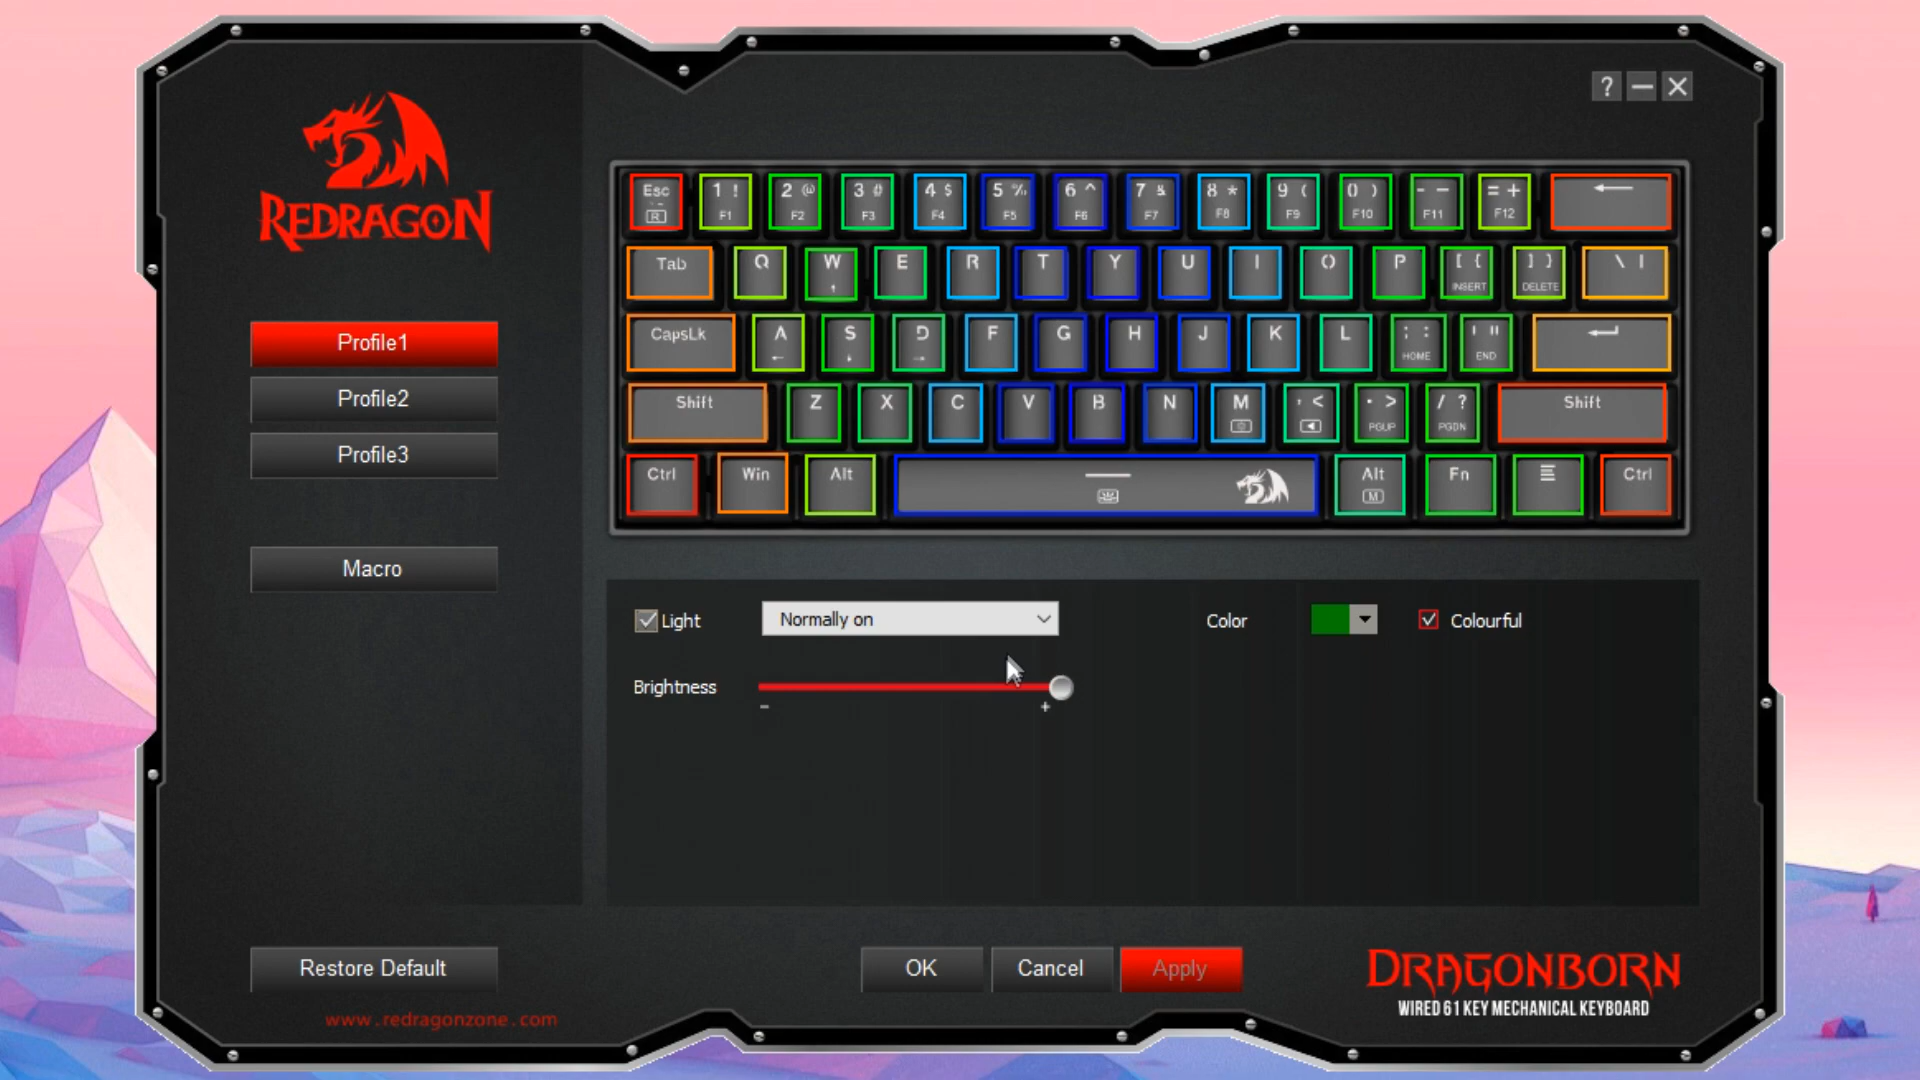 ?
REDRAGON
Profile1
Profile2
Profile3
Macro
Restore Default
www.redragonzone.com
Esc ` ~ R
1 ! F1
2 @ F2
3 # F3
4 $ F4
5 % F5
6 ^ F6
7 & F7
8 * F8
9 ( F9
0 ) F10
- – F11
= + F12
←
Tab
Q
W
E
R
T
Y
U
I
O
P
[ { INSERT
] } DELETE
\ |
CapsLk
A ←
S ↓
D →
F
G
H
J
K
L
; : HOME
' " END
↵
Shift
Z
X
C
V
B
N
M
, <
. > PGUP
/ ? PGDN
Shift
Ctrl
Win
Alt
Alt M
Fn
Ctrl
Light
Normally on
Color
Colourful
Brightness
- +
OK
Cancel
Apply
DRAGONBORN
WIRED 61 KEY MECHANICAL KEYBOARD